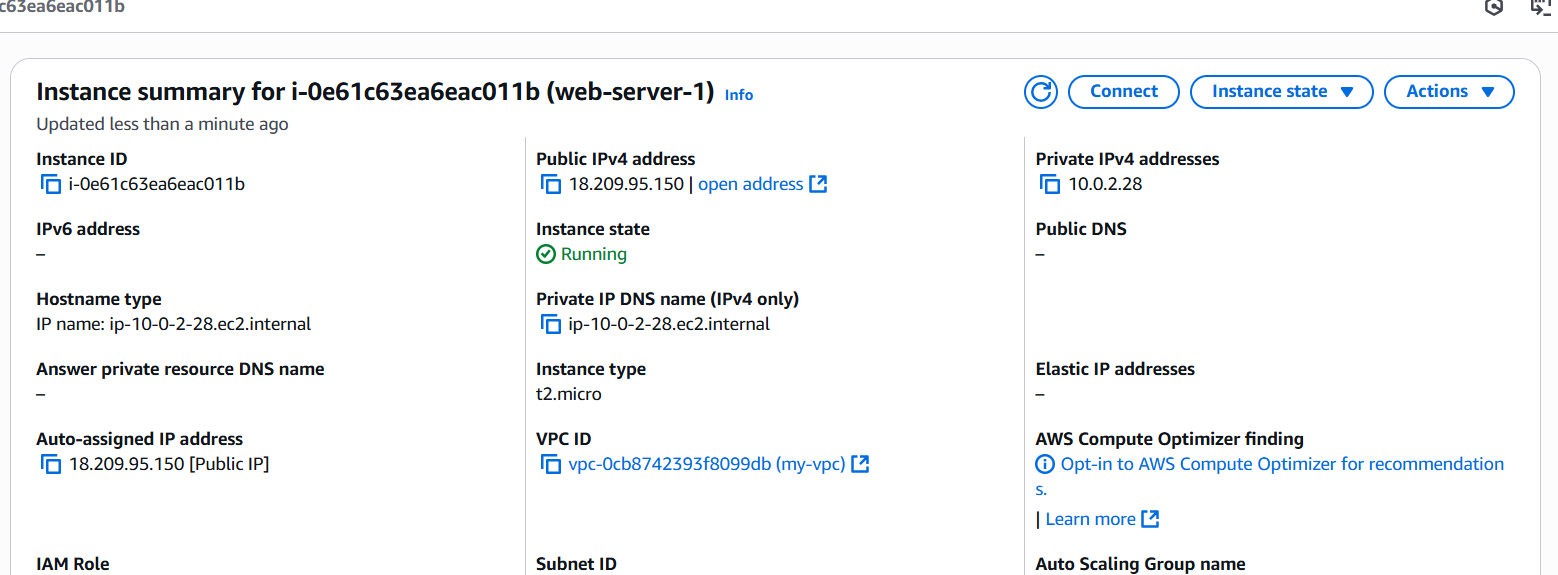 c63ea6eac011b
Instance summary for i-0e61c63ea6eac011b (web-server-1) Info
Connect
Instance state
Actions
Updated less than a minute ago
Instance ID
i-0e61c63ea6eac011b
Public IPv4 address
18.209.95.150 | open address
Private IPv4 addresses
10.0.2.28
IPv6 address
–
Instance state
Running
Public DNS
–
Hostname type
IP name: ip-10-0-2-28.ec2.internal
Private IP DNS name (IPv4 only)
ip-10-0-2-28.ec2.internal
Answer private resource DNS name
–
Instance type
t2.micro
Elastic IP addresses
–
Auto-assigned IP address
18.209.95.150 [Public IP]
VPC ID
vpc-0cb8742393f8099db (my-vpc)
AWS Compute Optimizer finding
Opt-in to AWS Compute Optimizer for recommendation
s.
| Learn more
IAM Role
Subnet ID
Auto Scaling Group name